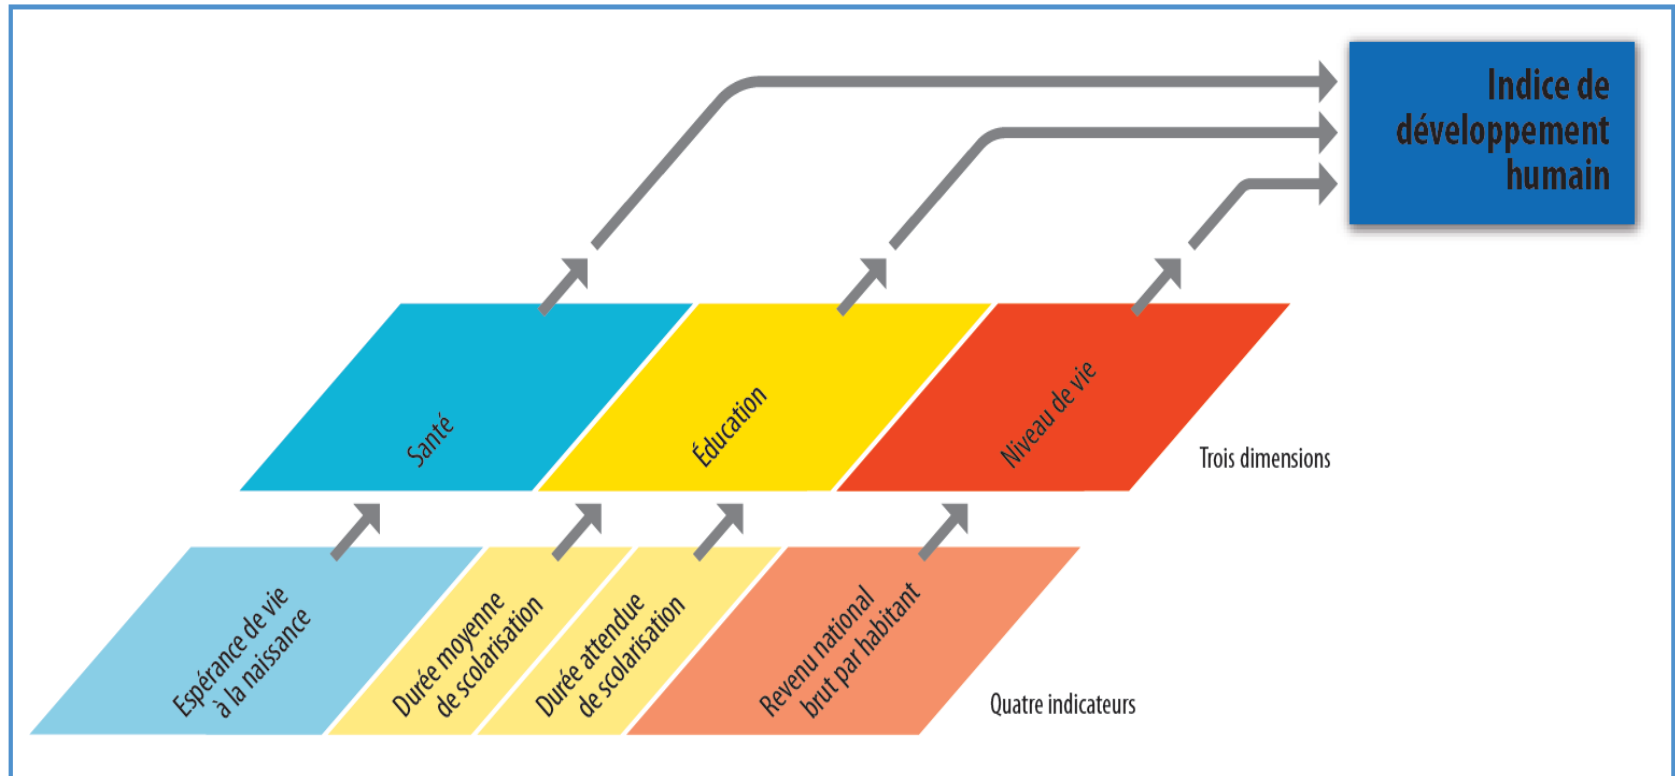 Indice de
développement
humain
Santé
Éducation
Niveau de vie
Trois dimensions
Espérance de vie
à la naissance
Durée moyenne
de scolarisation
Durée attendue
de scolarisation
Revenu national
brut par habitant
Quatre indicateurs